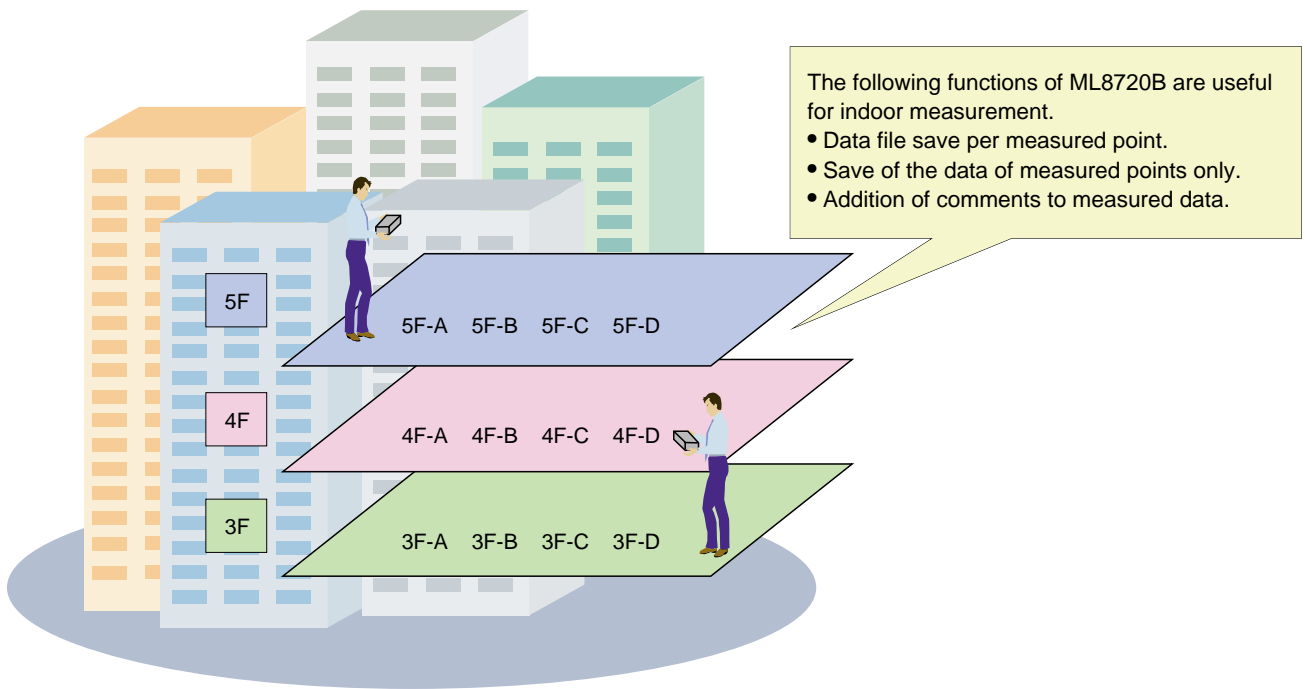 The following functions of ML8720B are useful
for indoor measurement.
• Data file save per measured point.
• Save of the data of measured points only.
• Addition of comments to measured data.
5F
5F-A 5F-B 5F-C 5F-D
4F
4F-A 4F-B 4F-C 4F-D
3F
3F-A 3F-B 3F-C 3F-D